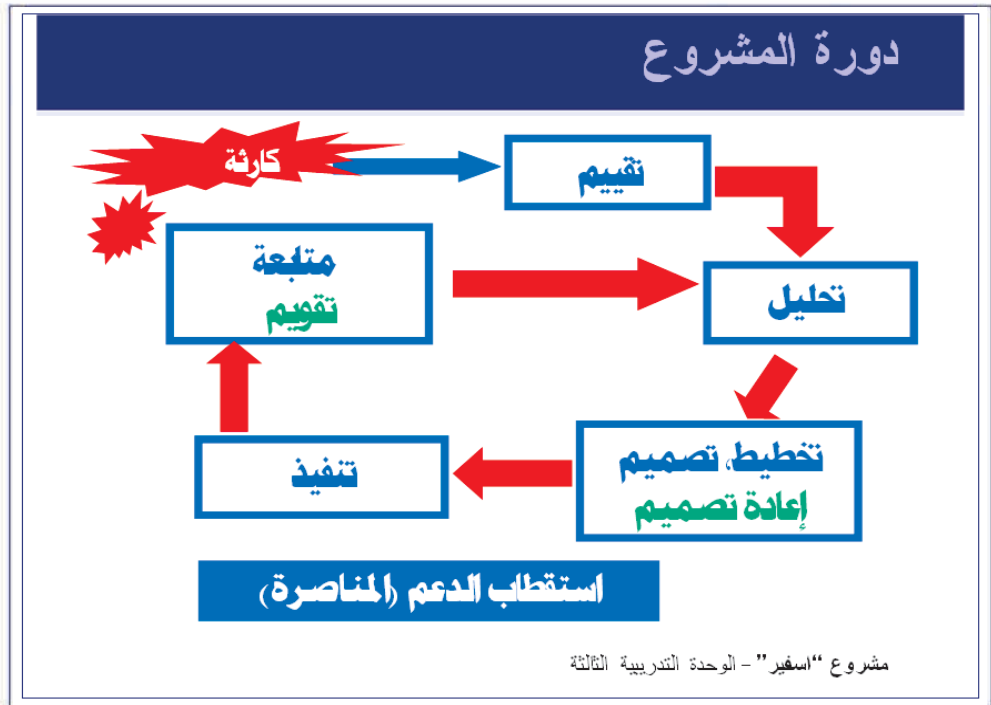 دورة المشروع
كارثة
تقييم
متابعة
تقويم
تحليل
تخطيط، تصميم
إعادة تصميم
تنفيذ
استقطاب الدعم (المناصرة)
مشروع “اسفير” – الوحدة التدريبية الثالثة